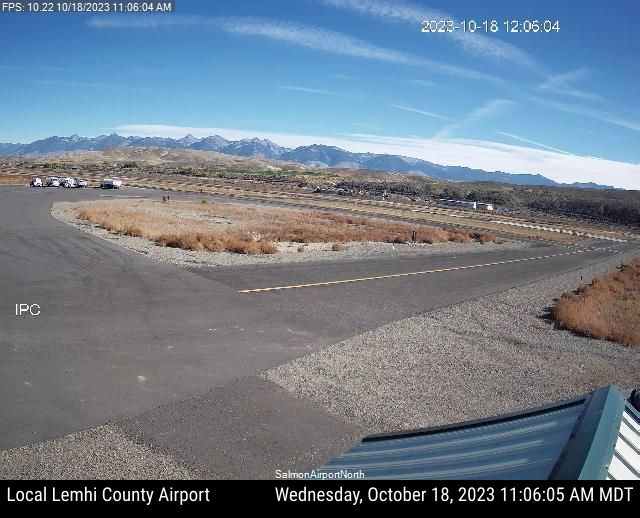 FPS: 10.22 10/18/2023 11:06:04 AM
2023-10-18 12:06:04
IPC
SalmonAirportNorth
Local Lemhi County Airport Wednesday, October 18, 2023 11:06:05 AM MDT